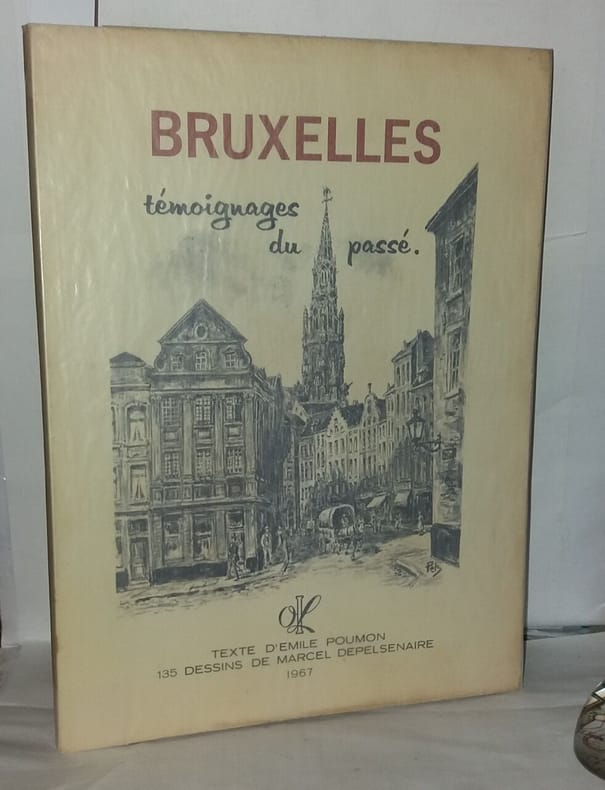 BRUXELLES
témoignages
du passé.
TEXTE D'EMILE POUMON
135 DESSINS DE MARCEL DEPELSENAIRE
1967